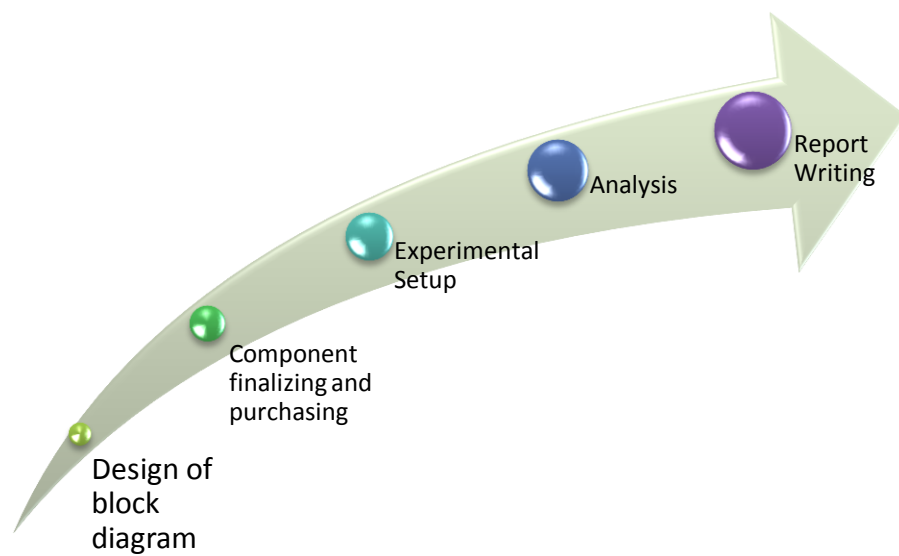 Design of
block
diagram
Component
finalizing and
purchasing
Experimental
Setup
Analysis
Report
Writing